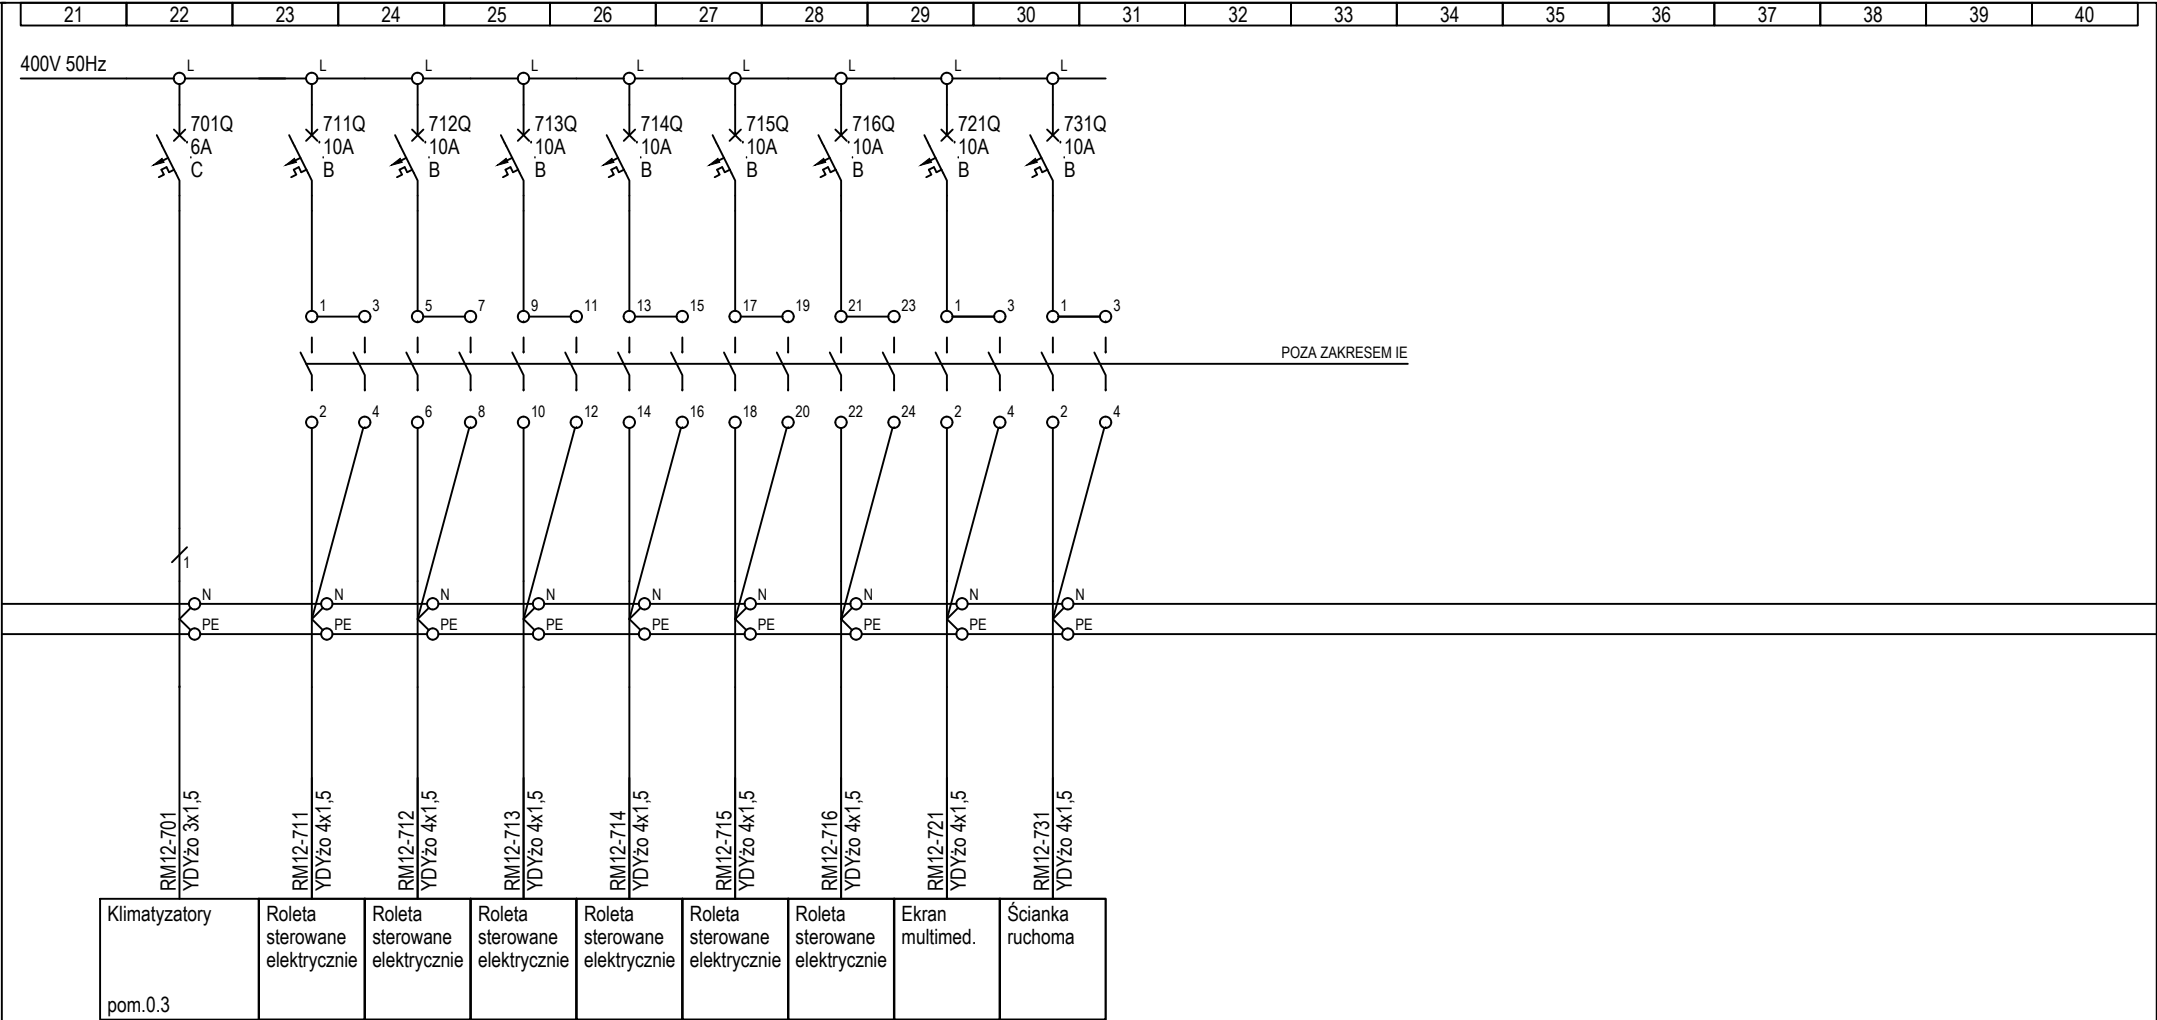 21 22 23 24 25 26 27 28 29 30 31 32 33 34 35 36 37 38 39 40
400V 50Hz
L L L L L L L L L
701Q 711Q 712Q 713Q 714Q 715Q 716Q 721Q 731Q
6A 10A 10A 10A 10A 10A 10A 10A 10A
C B B B B B B B B
1 3 5 7 9 11 13 15 17 19 21 23 1 3 1 3
POZA ZAKRESEM IE
2 4 6 8 10 12 14 16 18 20 22 24 2 4 2 4
1
N N N N N N N N N
PE PE PE PE PE PE PE PE PE
RM12-701
YDYżo 3x1,5
RM12-711
YDYżo 4x1,5
RM12-712
YDYżo 4x1,5
RM12-713
YDYżo 4x1,5
RM12-714
YDYżo 4x1,5
RM12-715
YDYżo 4x1,5
RM12-716
YDYżo 4x1,5
RM12-721
YDYżo 4x1,5
RM12-731
YDYżo 4x1,5
Klimatyzatory
pom.0.3
Roleta
sterowane
elektrycznie
Roleta
sterowane
elektrycznie
Roleta
sterowane
elektrycznie
Roleta
sterowane
elektrycznie
Roleta
sterowane
elektrycznie
Roleta
sterowane
elektrycznie
Ekran
multimed.
Ścianka
ruchoma